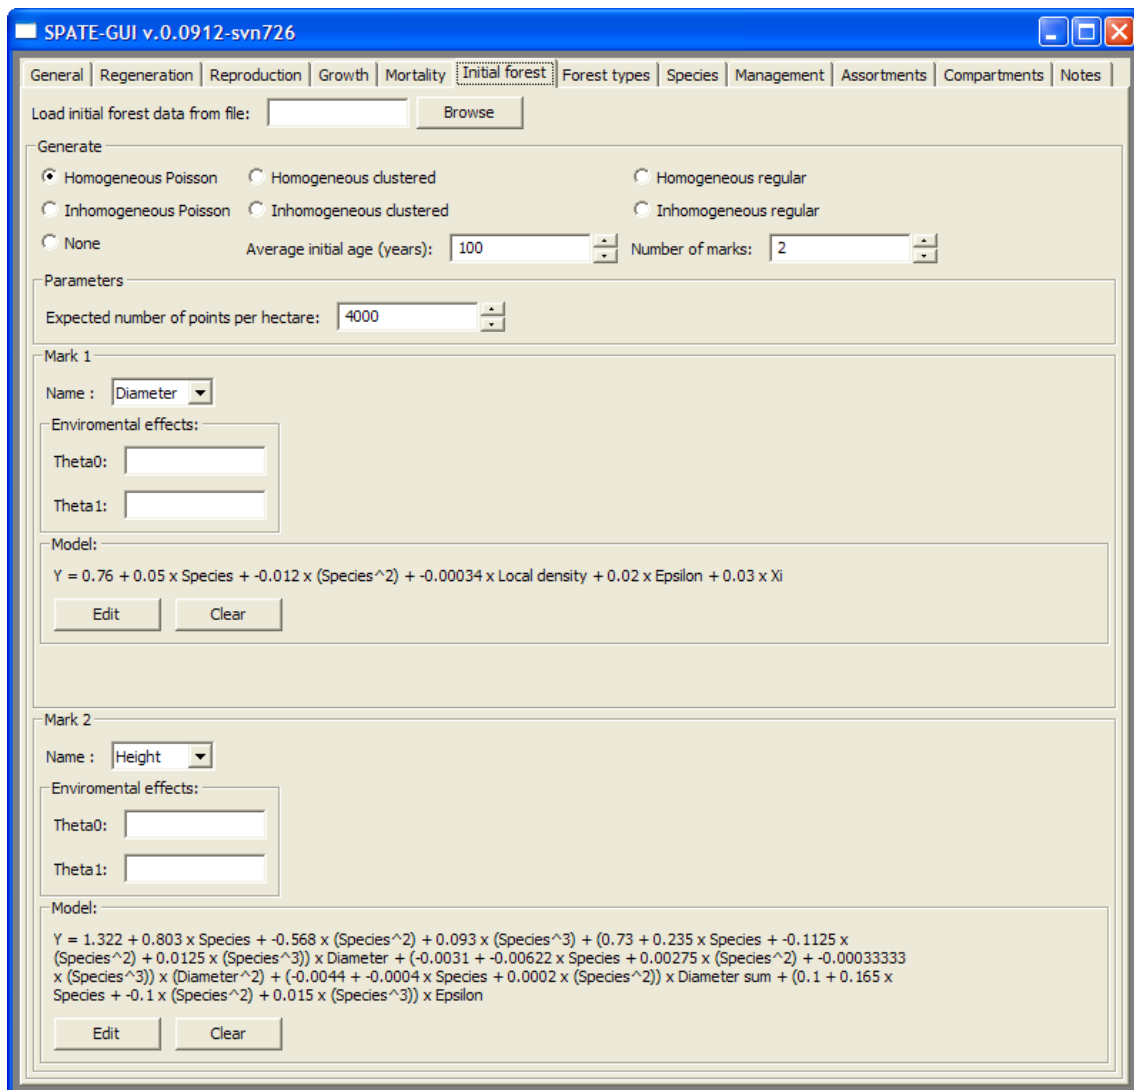 SPATE-GUI v.0.0912-svn726
General Regeneration Reproduction Growth Mortality Initial forest Forest types Species Management Assortments Compartments Notes
Load initial forest data from file: Browse
Generate
Homogeneous Poisson Homogeneous clustered Homogeneous regular
Inhomogeneous Poisson Inhomogeneous clustered Inhomogeneous regular
None Average initial age (years): 100 Number of marks: 2
Parameters
Expected number of points per hectare: 4000
Mark 1
Name : Diameter
Enviromental effects:
Theta0:
Theta1:
Model:
Y = 0.76 + 0.05 x Species + -0.012 x (Species^2) + -0.00034 x Local density + 0.02 x Epsilon + 0.03 x Xi
Edit Clear
Mark 2
Name : Height
Enviromental effects:
Theta0:
Theta1:
Model:
Y = 1.322 + 0.803 x Species + -0.568 x (Species^2) + 0.093 x (Species^3) + (0.73 + 0.235 x Species + -0.1125 x
(Species^2) + 0.0125 x (Species^3)) x Diameter + (-0.0031 + -0.00622 x Species + 0.00275 x (Species^2) + -0.00033333
x (Species^3)) x (Diameter^2) + (-0.0044 + -0.0004 x Species + 0.0002 x (Species^2)) x Diameter sum + (0.1 + 0.165 x
Species + -0.1 x (Species^2) + 0.015 x (Species^3)) x Epsilon
Edit Clear